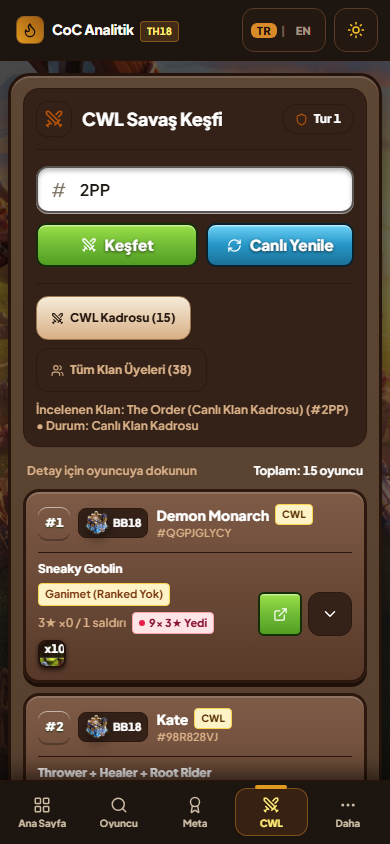 CoC Analitik TH18 TR | EN
CWL Savaş Keşfi Tur 1
# 2PP
Keşfet Canlı Yenile
CWL Kadrosu (15)
Tüm Klan Üyeleri (38)
İncelenen Klan: The Order (Canlı Klan Kadrosu) (#2PP)
● Durum: Canlı Klan Kadrosu
Detay için oyuncuya dokunun Toplam: 15 oyuncu
#1 BB18 Demon Monarch CWL
#QGPJGLYCY
Sneaky Goblin
Ganimet (Ranked Yok)
3★ x0 / 1 saldırı ● 9x 3★ Yedi
x10
#2 BB18 Kate CWL
#98R828VJ
Thrower + Healer + Root Rider
Ana Sayfa Oyuncu Meta CWL Daha